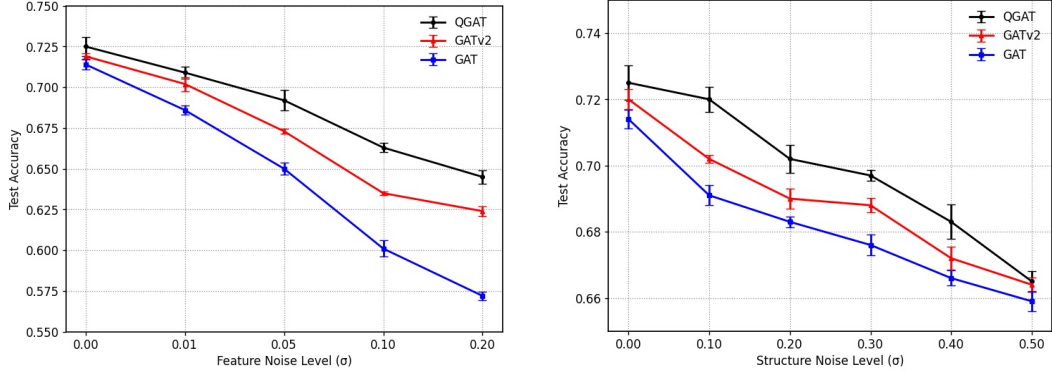 0.750
0.725
0.700
0.675
0.650
0.625
0.600
0.575
0.550
Test Accuracy
0.00 0.01 0.05 0.10 0.20
Feature Noise Level (σ)
QGAT
GATv2
GAT
0.74
0.72
0.70
0.68
0.66
Test Accuracy
0.00 0.10 0.20 0.30 0.40 0.50
Structure Noise Level (σ)
QGAT
GATv2
GAT